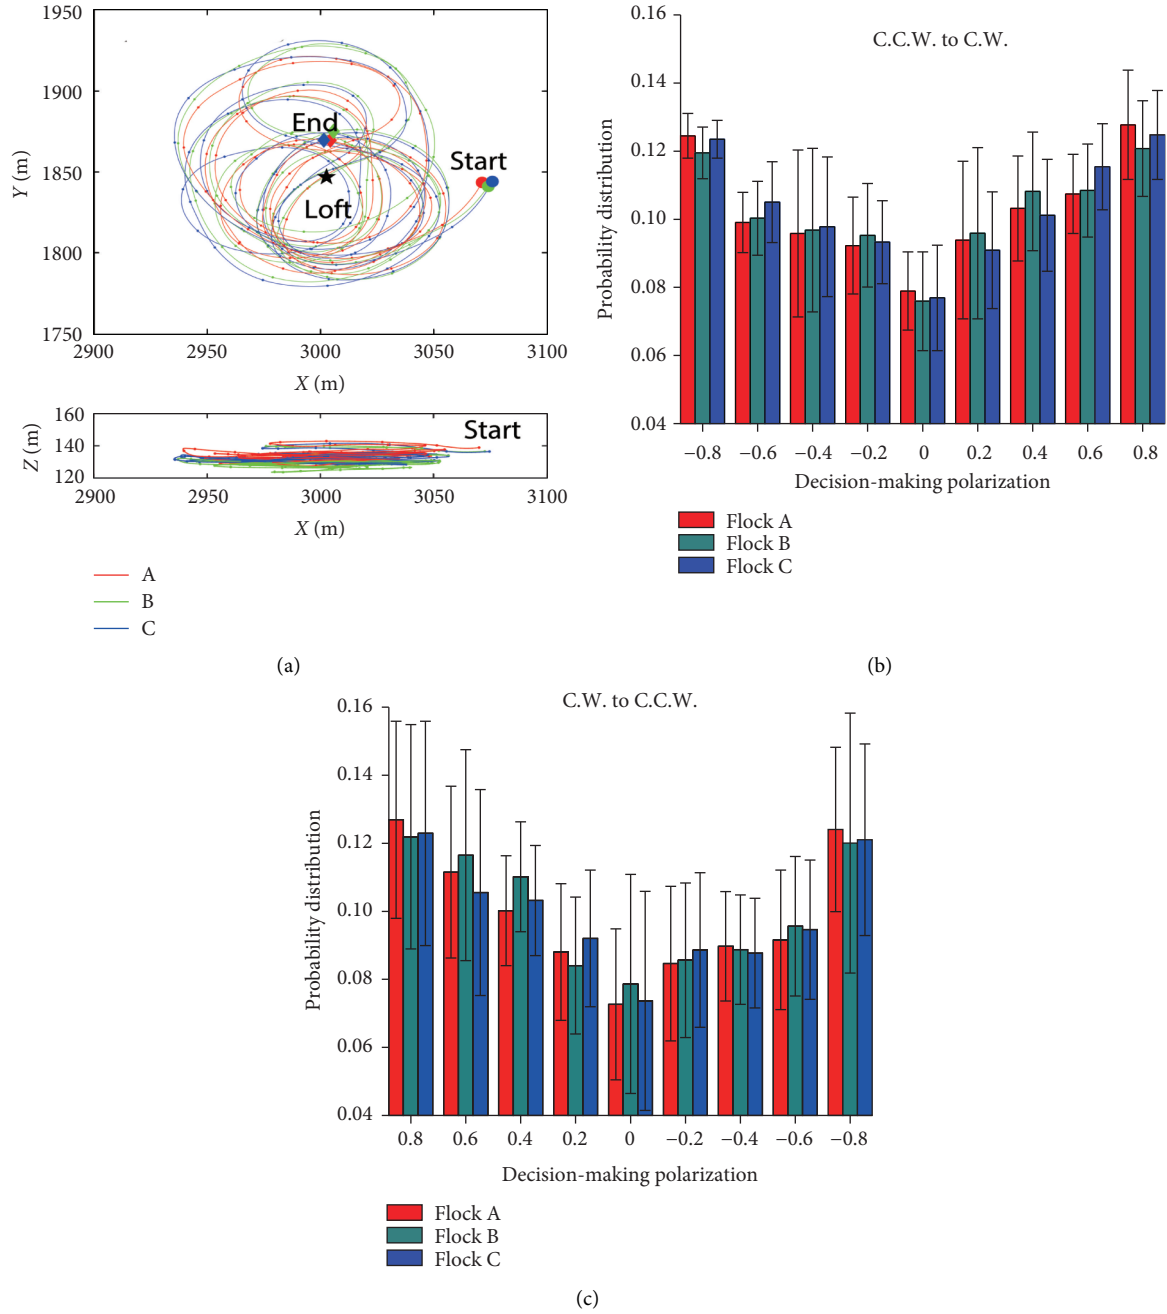 1950
1900
1850
1800
1750
Y (m)
End
Start
Loft
2900 2950 3000 3050 3100
X (m)
160
140
120
Z (m)
Start
2900 2950 3000 3050 3100
X (m)
A
B
C
(a)
0.16
0.14
0.12
0.10
0.08
0.06
0.04
Probability distribution
C.C.W. to C.W.
−0.8 −0.6 −0.4 −0.2 0 0.2 0.4 0.6 0.8
Decision-making polarization
Flock A
Flock B
Flock C
(b)
C.W. to C.C.W.
0.16
0.14
0.12
0.10
0.08
0.06
0.04
Probability distribution
0.8 0.6 0.4 0.2 0 −0.2 −0.4 −0.6 −0.8
Decision-making polarization
Flock A
Flock B
Flock C
(c)